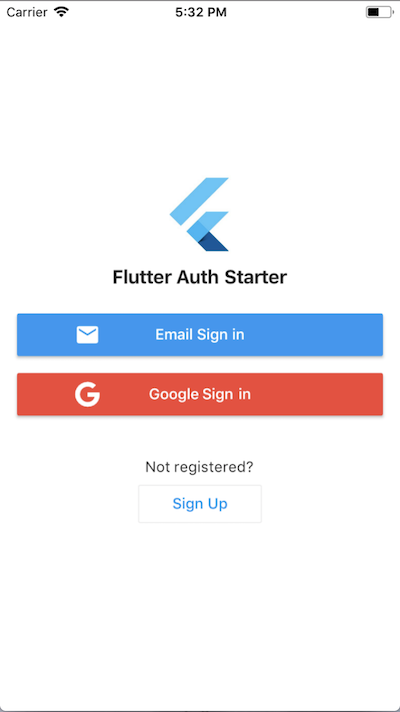 Carrier 5:32 PM
Flutter Auth Starter
Email Sign in
Google Sign in
Not registered?
Sign Up